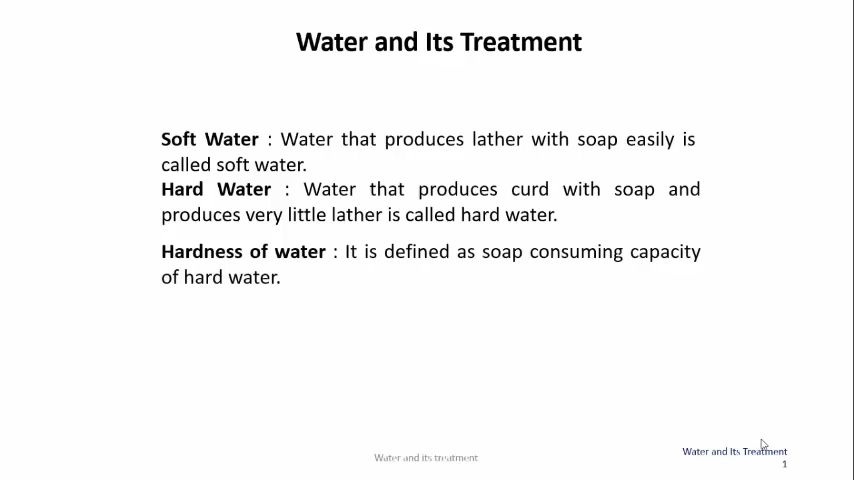 Water and Its Treatment
Soft Water : Water that produces lather with soap easily is
called soft water.
Hard Water : Water that produces curd with soap and
produces very little lather is called hard water.
Hardness of water : It is defined as soap consuming capacity
of hard water.
Water and its treatment
Water and Its Treatment
1